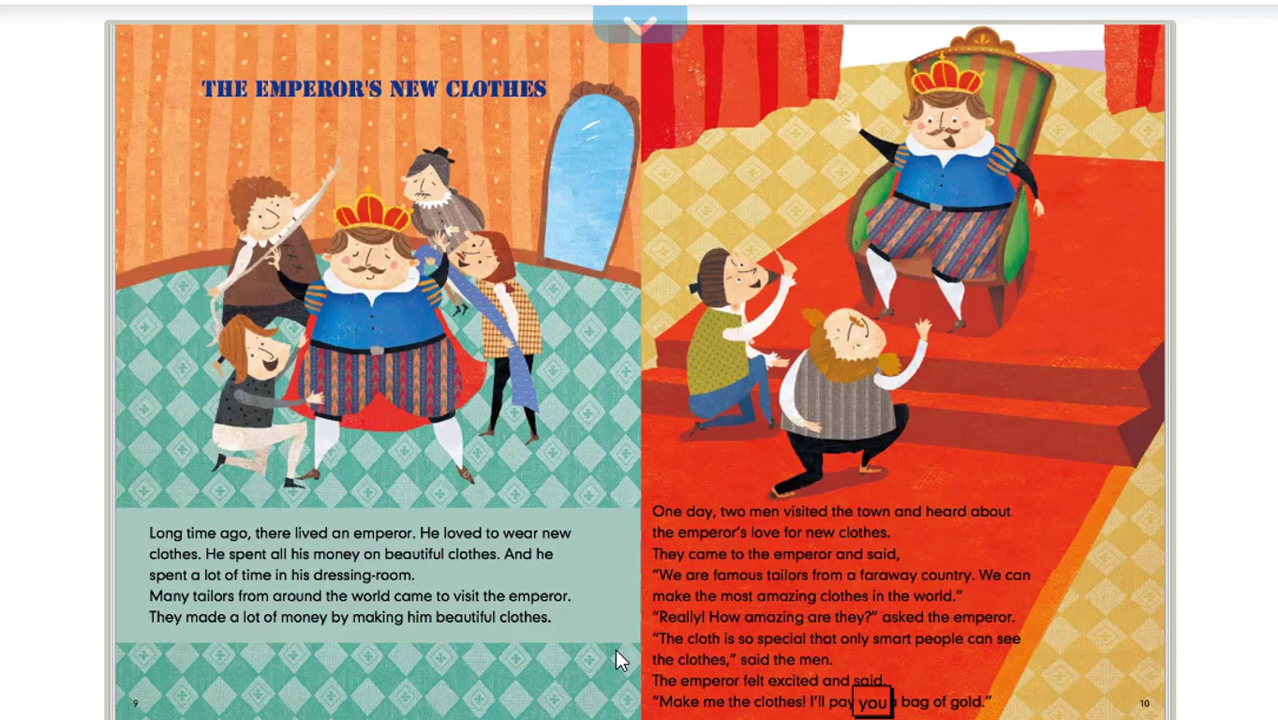 THE EMPEROR'S NEW CLOTHES
Long time ago, there lived an emperor. He loved to wear new
clothes. He spent all his money on beautiful clothes. And he
spent a lot of time in his dressing-room.
Many tailors from around the world came to visit the emperor.
They made a lot of money by making him beautiful clothes.
9
One day, two men visited the town and heard about
the emperor's love for new clothes.
They came to the emperor and said,
“We are famous tailors from a faraway country. We can
make the most amazing clothes in the world.”
“Really! How amazing are they?” asked the emperor.
“The cloth is so special that only smart people can see
the clothes,” said the men.
The emperor felt excited and said,
“Make me the clothes! I'll pay you a bag of gold.”
10